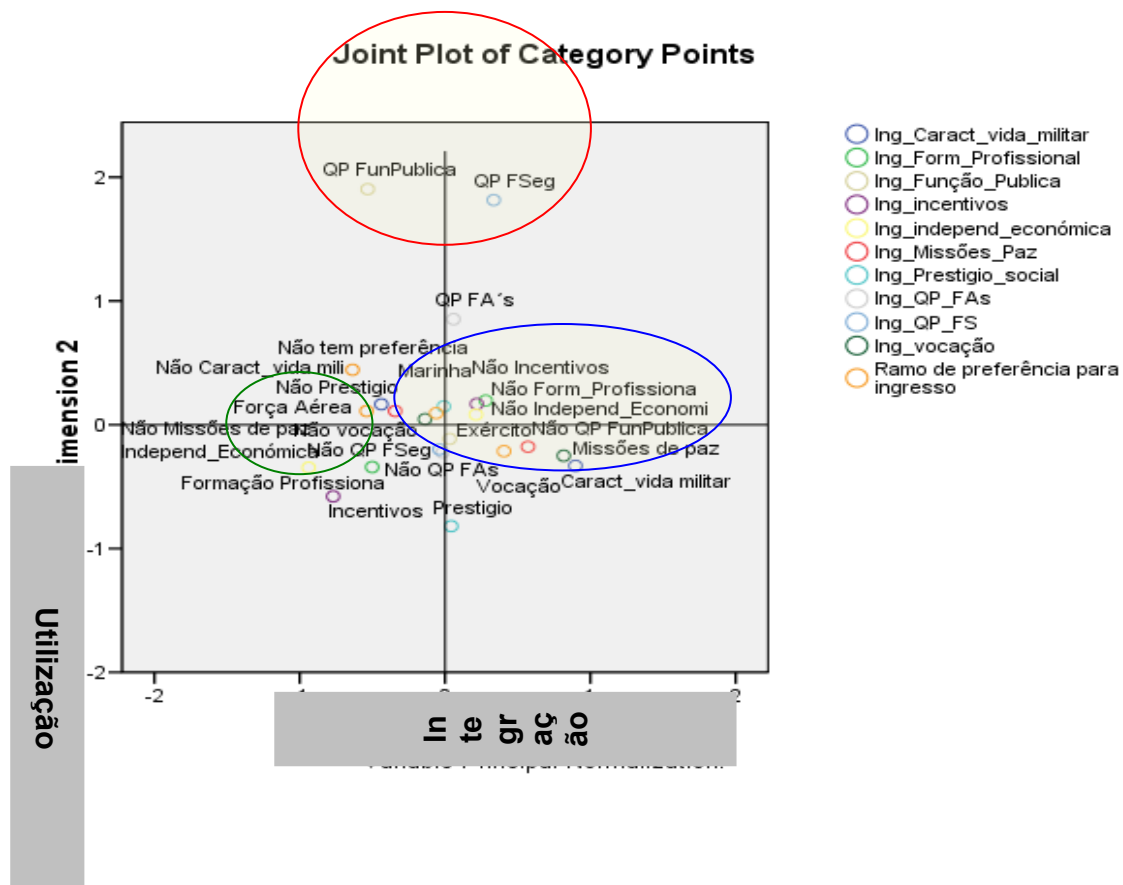 Joint Plot of Category Points
QP FunPublica
QP FSeg
2
1
QP FA´s
Não tem preferência
Não Caract_vida mili
Marinha
Não Incentivos
Não Prestigio
Não Form_Profissiona
Força Aérea
Não Independ_Economi
0
Não Missões de paz
Não vocação
Exército
Não QP FunPublica
Independ_Económica
Não QP FSeg
Missões de paz
Não QP FAs
Formação Profissiona
Vocação
Caract_vida militar
Incentivos
Prestigio
-1
-2
imension 2
-2
2
Utilização
In
te
gr
aç
ão
Variable Principal Normalization.
Ing_Caract_vida_militar
Ing_Form_Profissional
Ing_Função_Publica
Ing_incentivos
Ing_independ_económica
Ing_Missões_Paz
Ing_Prestigio_social
Ing_QP_FAs
Ing_QP_FS
Ing_vocação
Ramo de preferência para
ingresso